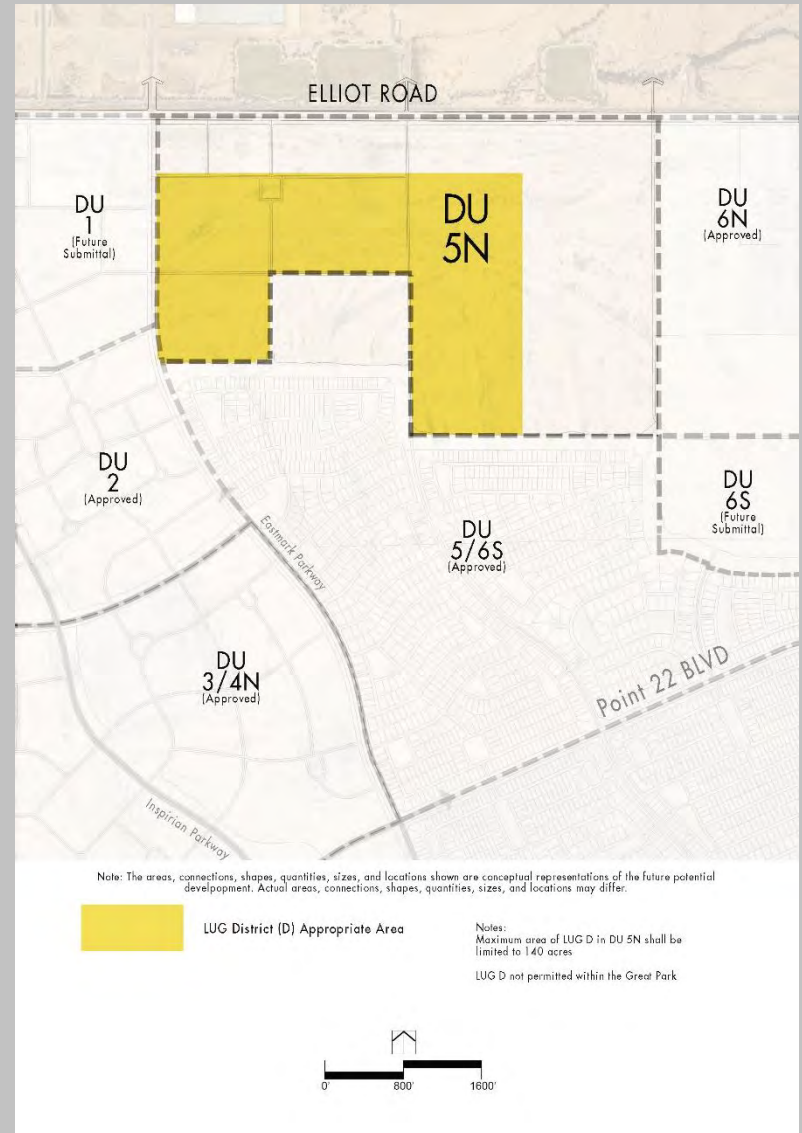 ELLIOT ROAD
DU
1
(Future
Submittal)
DU
5N
DU
6N
(Approved)
DU
2
(Approved)
DU
6S
(Future
Submittal)
Eastmark Parkway
DU
5/6S
(Approved)
DU
3/4N
(Approved)
Point 22 BLVD
Inspirian Parkway
Note: The areas, connections, shapes, quantities, sizes, and locations shown are conceptual representations of the future potential
develpopment. Actual areas, connections, shapes, quantities, sizes, and locations may differ.
LUG District (D) Appropriate Area
Notes:
Maximum area of LUG D in DU 5N shall be
limited to 140 acres
LUG D not permitted within the Great Park
0' 800' 1600'